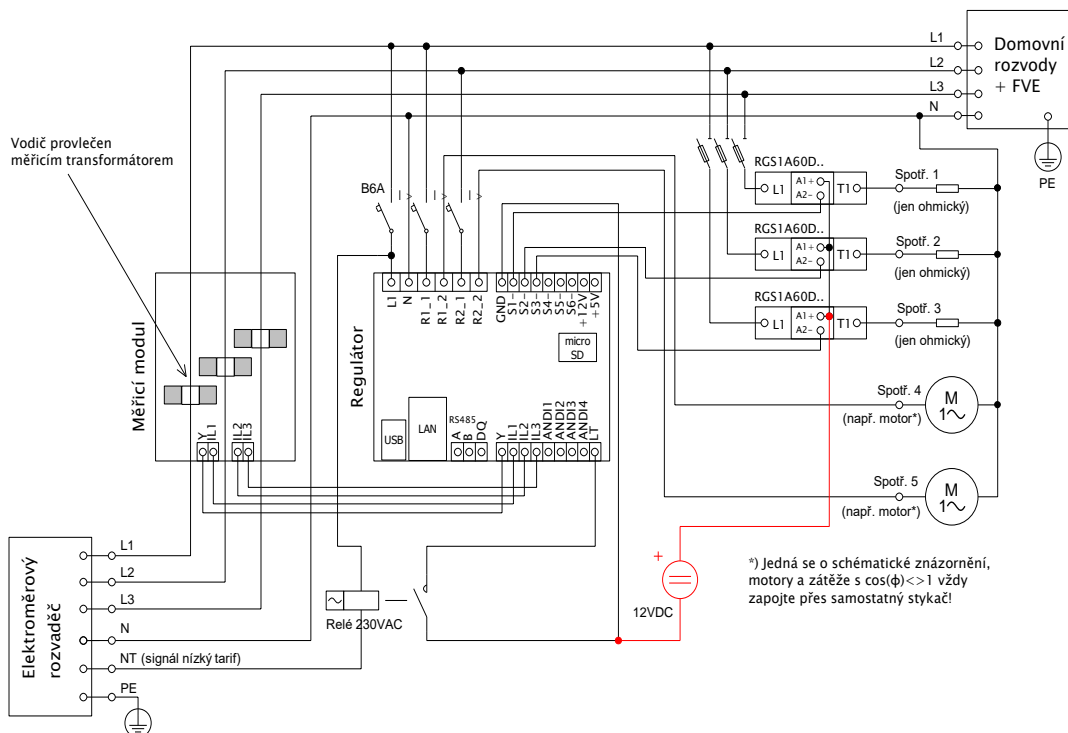 L1
L2
L3
N
Domovní
rozvody
+ FVE
PE
Vodič provlečen
měřicím transformátorem
B6A
I >
I >
I >
RGS1A60D..
L1
A1+
A2-
T1
Spotř. 1
(jen ohmický)
RGS1A60D..
L1
A1+
A2-
T1
Spotř. 2
(jen ohmický)
RGS1A60D..
L1
A1+
A2-
T1
Spotř. 3
(jen ohmický)
Měřicí modul
Y
IL1
IL2
IL3
Regulátor
L1
N
R1_1
R1_2
R2_1
R2_2
GND
S1-
S2-
S3-
S4-
S5-
S6-
+12V
+5V
micro
SD
USB
LAN
RS485
A
B
DQ
Y
IL1
IL2
IL3
ANDI1
ANDI2
ANDI3
ANDI4
LT
Spotř. 4
(např. motor*)
M
1~
Spotř. 5
(např. motor*)
M
1~
Elektroměrový
rozvaděč
L1
L2
L3
N
NT (signál nízký tarif)
PE
~
Relé 230VAC
+
12VDC
*) Jedná se o schématické znázornění,
motory a zátěže s cos(φ)<>1 vždy
zapojte přes samostatný stykač!